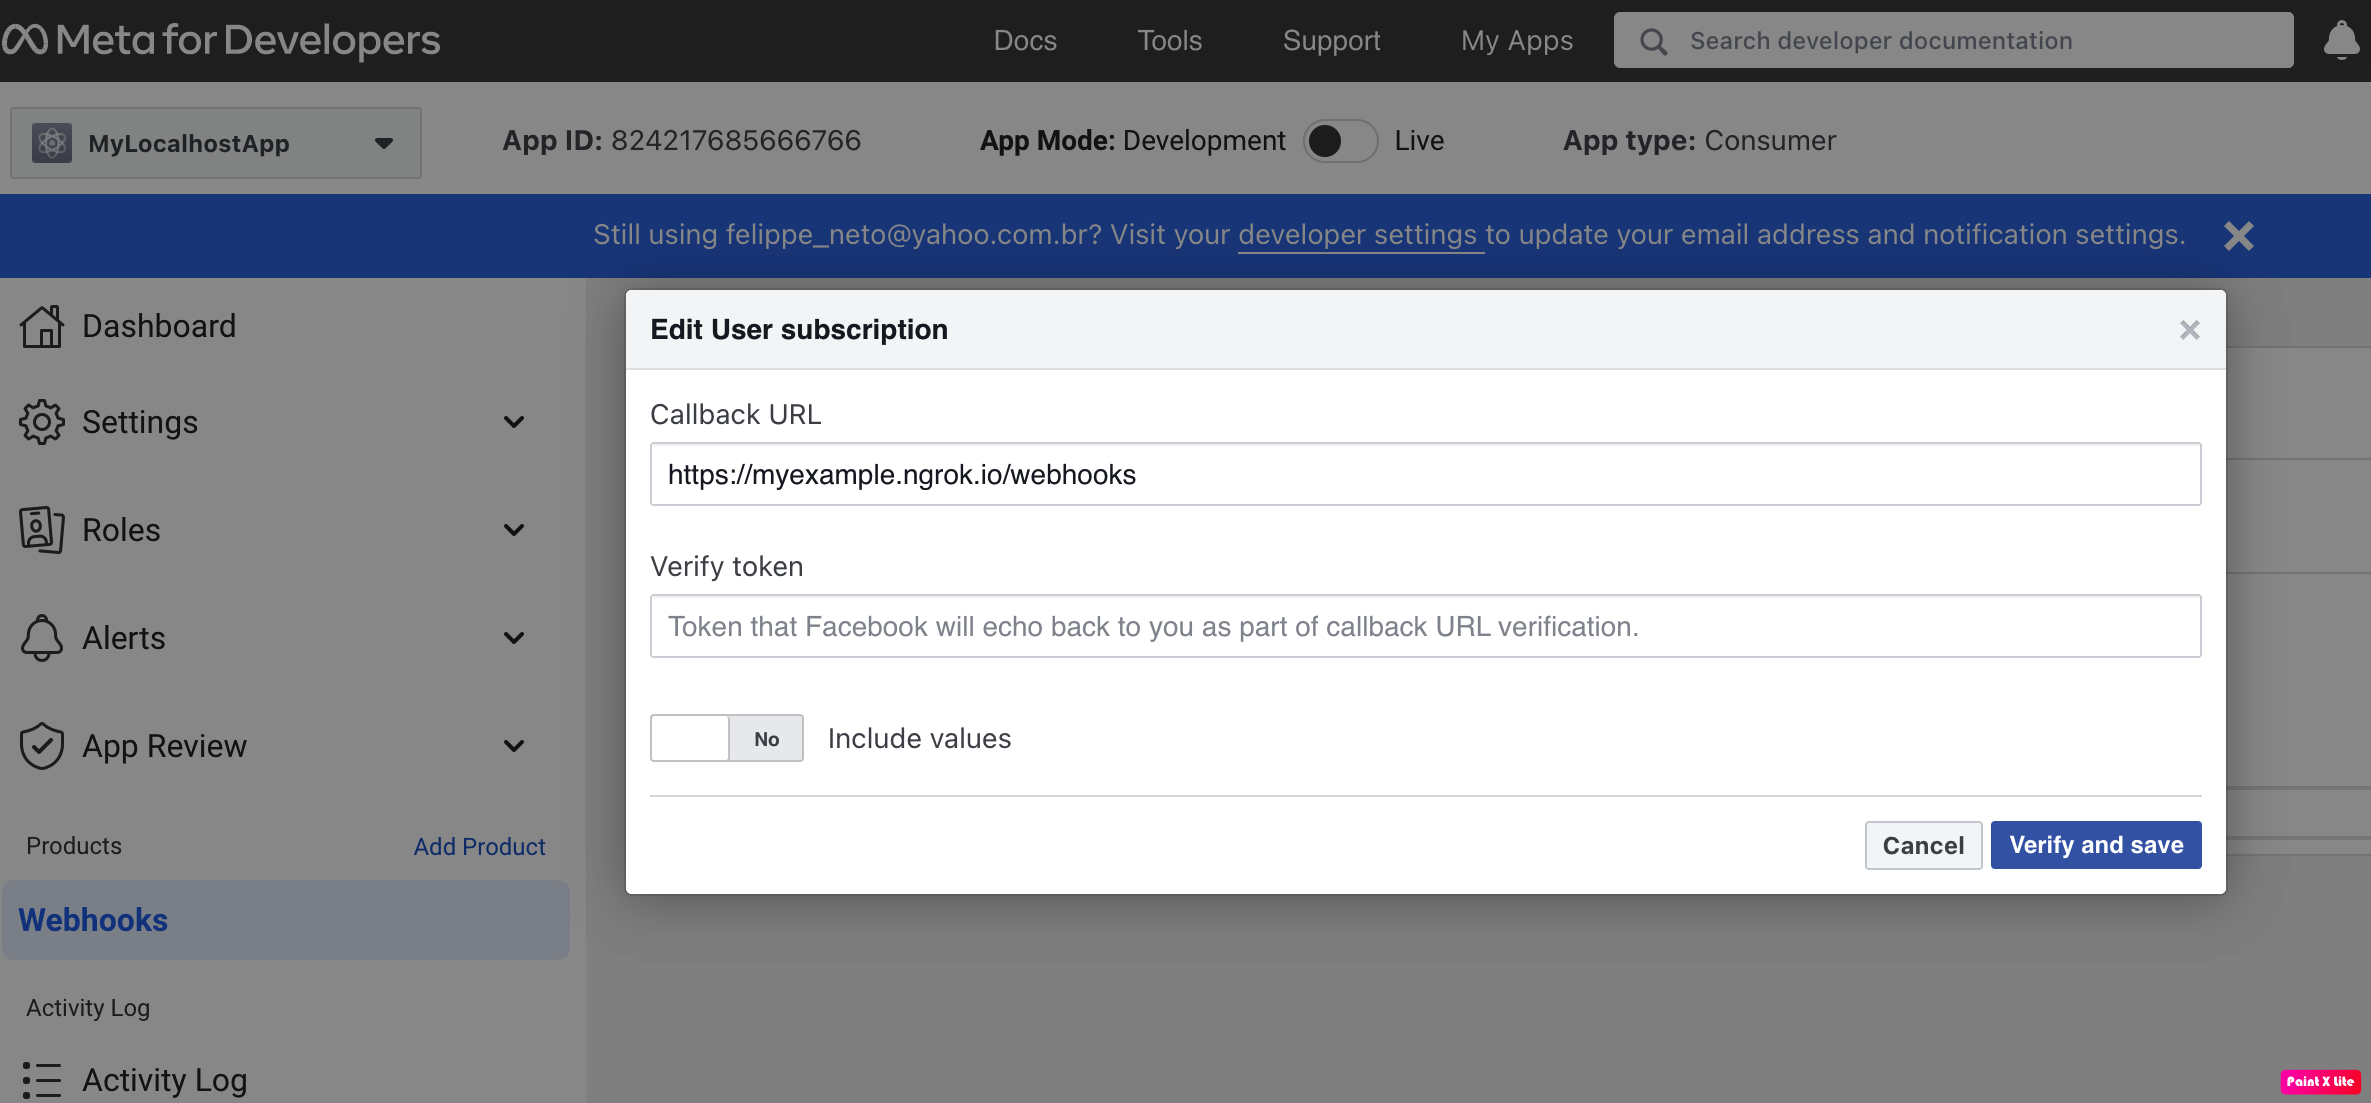 Meta for Developers
Docs
Tools
Support
My Apps
Search developer documentation
MyLocalhostApp
App ID: 824217685666766
App Mode: Development
Live
App type: Consumer
Still using felippe_neto@yahoo.com.br? Visit your developer settings to update your email address and notification settings.
Dashboard
Settings
Roles
Alerts
App Review
Products
Add Product
Webhooks
Activity Log
Activity Log
Edit User subscription
Callback URL
https://myexample.ngrok.io/webhooks
Verify token
Token that Facebook will echo back to you as part of callback URL verification.
No
Include values
Cancel
Verify and save
Paint X Lite